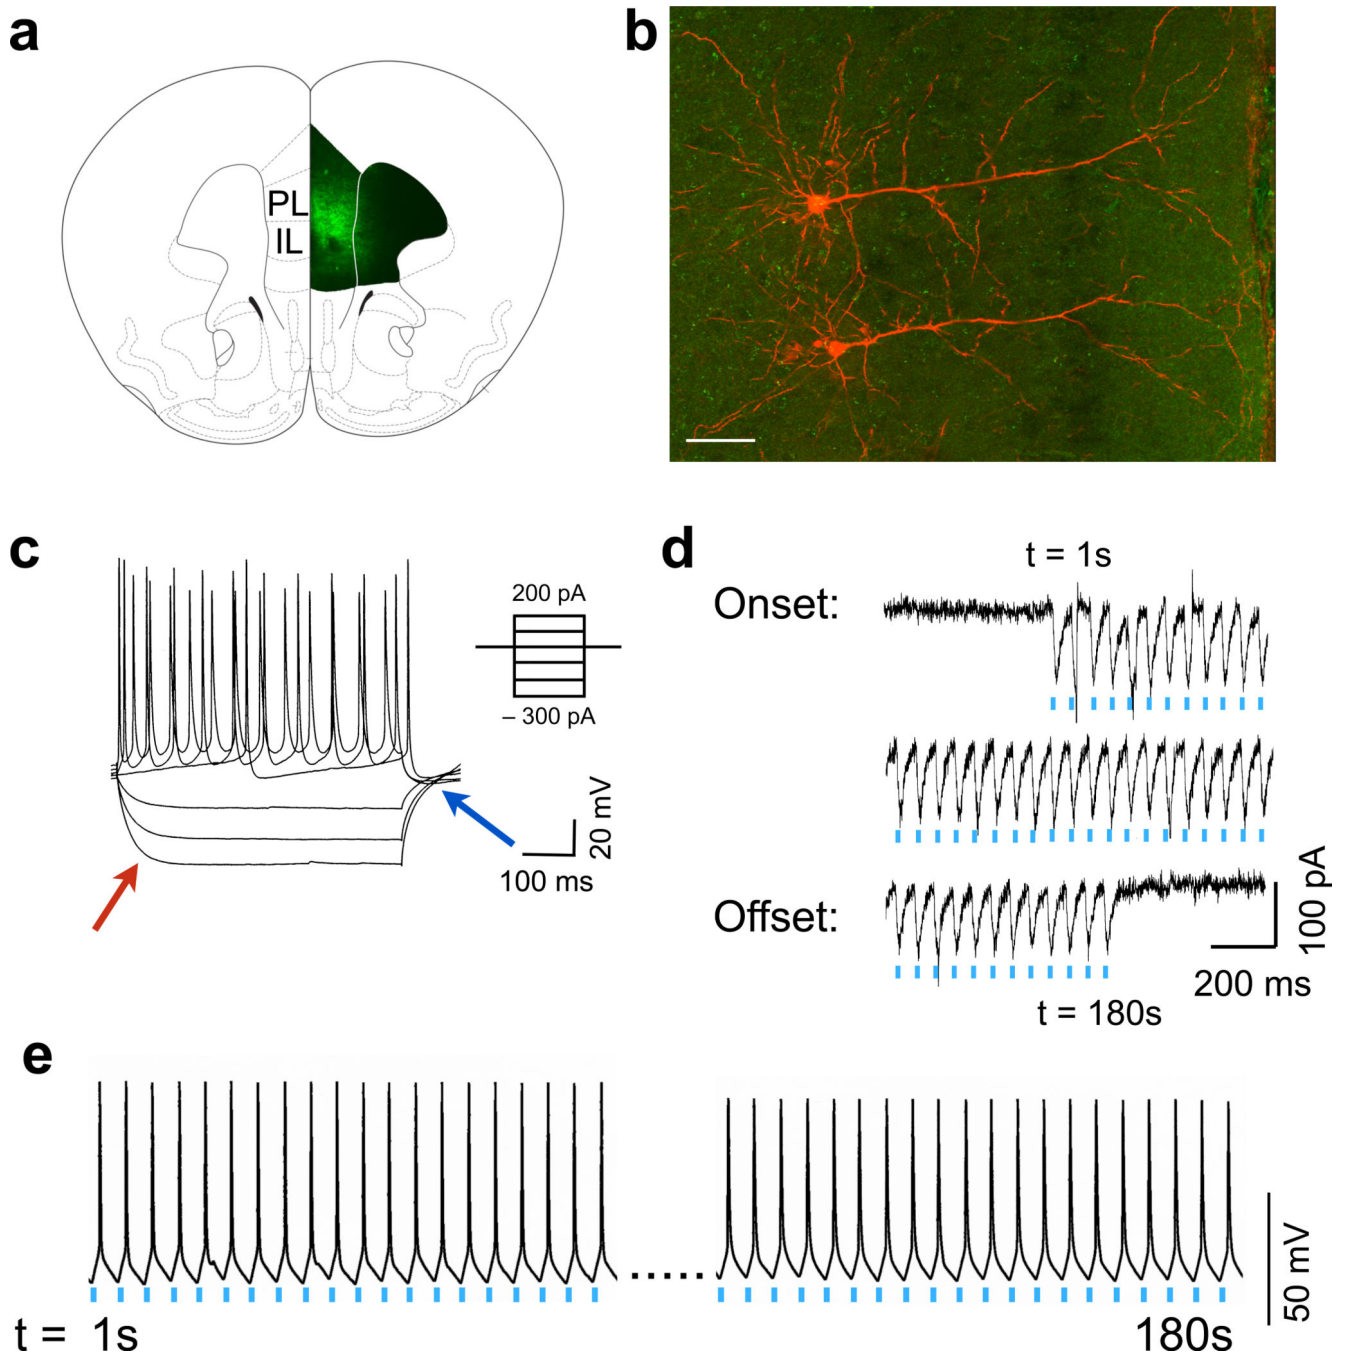 a
b
PL
IL
c
200 pA
– 300 pA
20 mV
100 ms
d
t = 1s
Onset:
Offset:
100 pA
200 ms
t = 180s
e
50 mV
t = 1s
180s